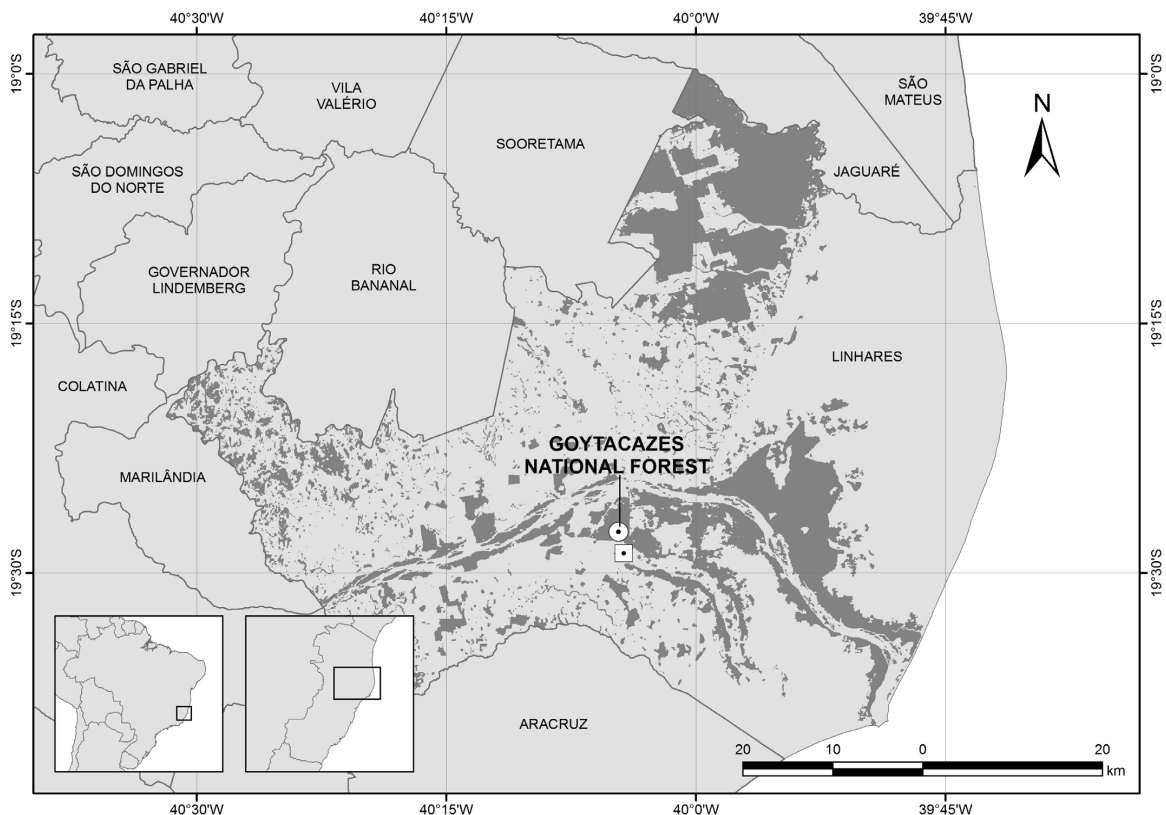 40°30'W 40°15'W 40°00'W 39°45'W
19°0'S 19°0'S
SÃO GABRIEL
DA PALHA
VILA
VALÉRIO
SÃO
MATEUS
N
SOORETAMA
SÃO DOMINGOS
DO NORTE
JAGUARÉ
GOVERNADOR
LINDEMBERG
RIO
BANANAL
19°15'S 19°15'S
LINHARES
COLATINA
GOYTACAZES
NATIONAL FOREST
MARILÂNDIA
19°30'S 19°30'S
ARACRUZ
20 10 0 20
km
40°30'W 40°15'W 40°00'W 39°45'W